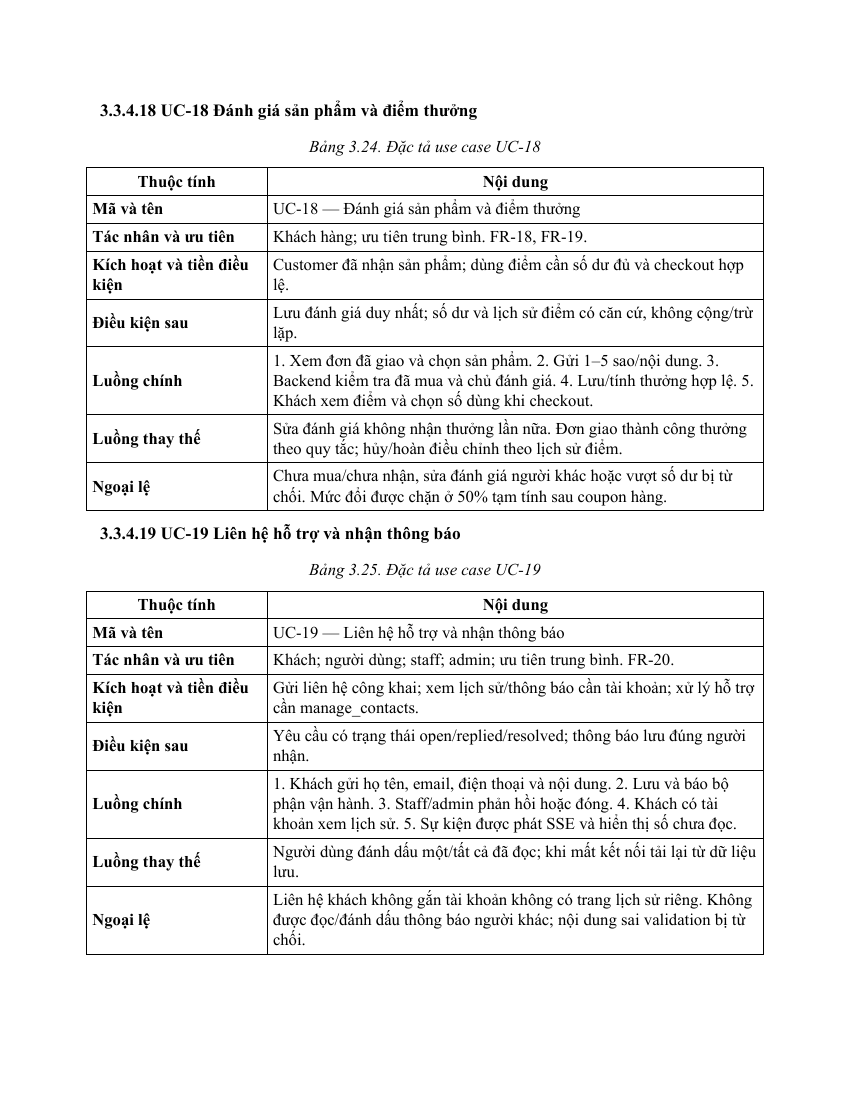 3.3.4.18 UC-18 Đánh giá sản phẩm và điểm thưởng
Bảng 3.24. Đặc tả use case UC-18
Thuộc tính
Nội dung
Mã và tên
UC-18 — Đánh giá sản phẩm và điểm thưởng
Tác nhân và ưu tiên
Khách hàng; ưu tiên trung bình. FR-18, FR-19.
Kích hoạt và tiền điều
kiện
Customer đã nhận sản phẩm; dùng điểm cần số dư đủ và checkout hợp
lệ.
Điều kiện sau
Lưu đánh giá duy nhất; số dư và lịch sử điểm có căn cứ, không cộng/trừ
lặp.
Luồng chính
1. Xem đơn đã giao và chọn sản phẩm. 2. Gửi 1–5 sao/nội dung. 3.
Backend kiểm tra đã mua và chủ đánh giá. 4. Lưu/tính thưởng hợp lệ. 5.
Khách xem điểm và chọn số dùng khi checkout.
Luồng thay thế
Sửa đánh giá không nhận thưởng lần nữa. Đơn giao thành công thưởng
theo quy tắc; hủy/hoàn điều chỉnh theo lịch sử điểm.
Ngoại lệ
Chưa mua/chưa nhận, sửa đánh giá người khác hoặc vượt số dư bị từ
chối. Mức đổi được chặn ở 50% tạm tính sau coupon hàng.
3.3.4.19 UC-19 Liên hệ hỗ trợ và nhận thông báo
Bảng 3.25. Đặc tả use case UC-19
Thuộc tính
Nội dung
Mã và tên
UC-19 — Liên hệ hỗ trợ và nhận thông báo
Tác nhân và ưu tiên
Khách; người dùng; staff; admin; ưu tiên trung bình. FR-20.
Kích hoạt và tiền điều
kiện
Gửi liên hệ công khai; xem lịch sử/thông báo cần tài khoản; xử lý hỗ trợ
cần manage_contacts.
Điều kiện sau
Yêu cầu có trạng thái open/replied/resolved; thông báo lưu đúng người
nhận.
Luồng chính
1. Khách gửi họ tên, email, điện thoại và nội dung. 2. Lưu và báo bộ
phận vận hành. 3. Staff/admin phản hồi hoặc đóng. 4. Khách có tài
khoản xem lịch sử. 5. Sự kiện được phát SSE và hiển thị số chưa đọc.
Luồng thay thế
Người dùng đánh dấu một/tất cả đã đọc; khi mất kết nối tải lại từ dữ liệu
lưu.
Ngoại lệ
Liên hệ khách không gắn tài khoản không có trang lịch sử riêng. Không
được đọc/đánh dấu thông báo người khác; nội dung sai validation bị từ
chối.